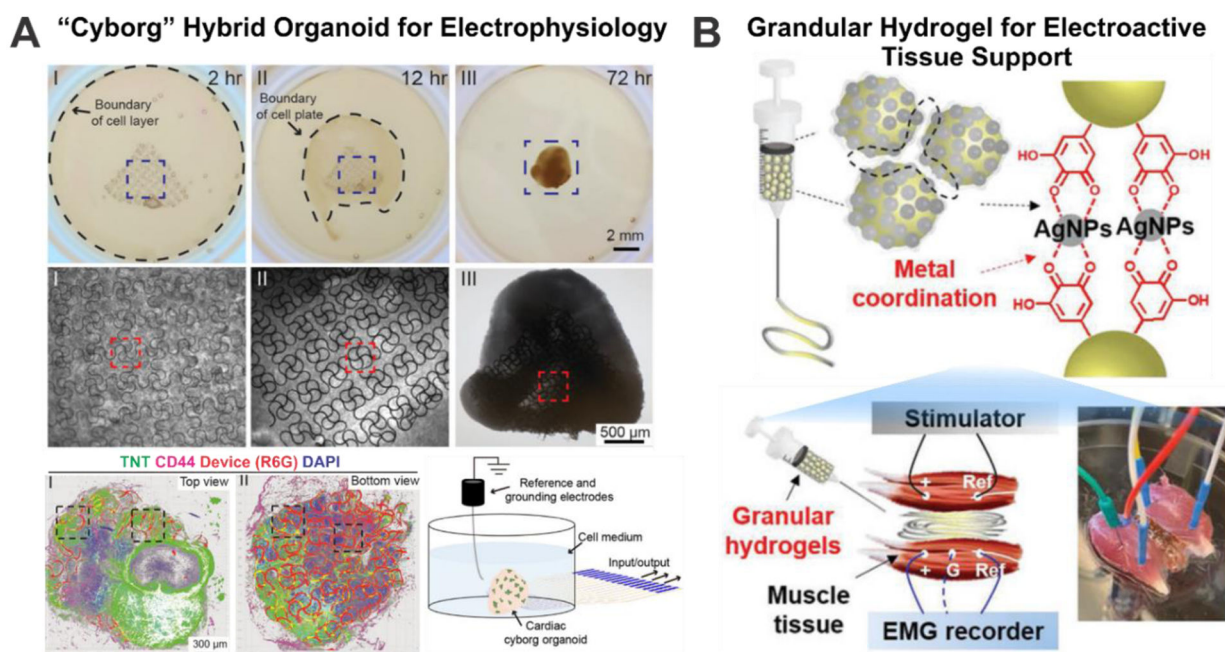 A
"Cyborg" Hybrid Organoid for Electrophysiology
I
2 hr
Boundary
of cell layer
II
12 hr
Boundary
of cell plate
III
72 hr
2 mm
I
II
III
500 µm
TNT CD44 Device (R6G) DAPI
I
Top view
300 µm
II
Bottom view
Reference
and grounding electrodes
Cell medium
Input/output
Cardiac
cyborg organoid
B
Grandular Hydrogel for Electroactive
Tissue Support
HO
OH
O
O
O
O
AgNPs
AgNPs
Metal
coordination
O
O
O
O
HO
OH
Stimulator
+
Ref
Granular
hydrogels
+
G
Ref
Muscle
tissue
EMG recorder